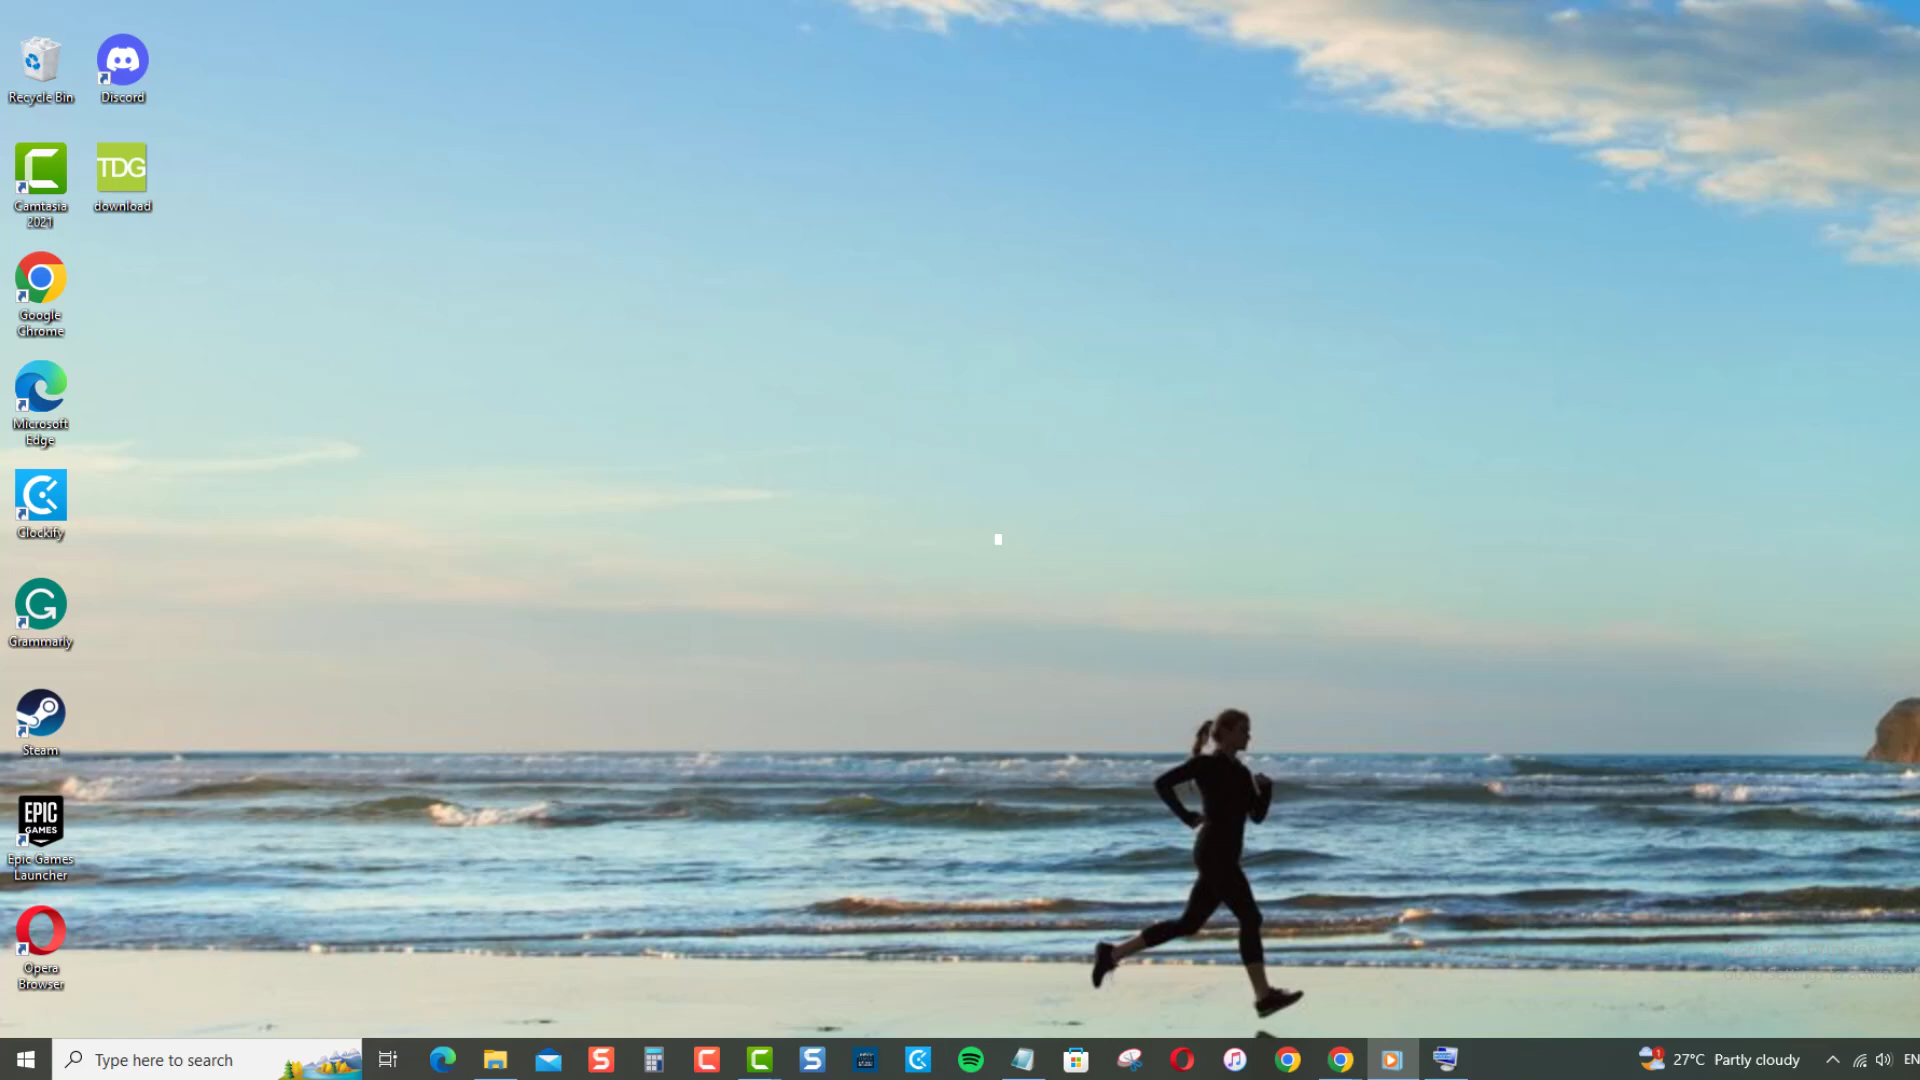 Recycle Bin
Discord
Camtasia
2021
TDG
download
Google
Chrome
Microsoft
Edge
Clockify
Grammarly
Steam
EPIC
GAMES
Epic Games
Launcher
Opera
Browser
Type here to search
27°C Partly cloudy
EN